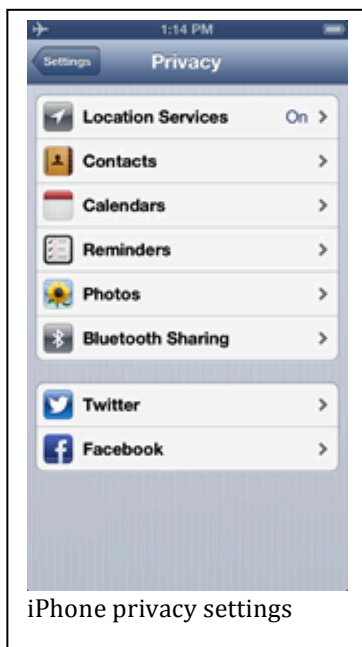 1:14 PM
Settings
Privacy
Location Services On
Contacts
Calendars
Reminders
Photos
Bluetooth Sharing
Twitter
Facebook
iPhone privacy settings